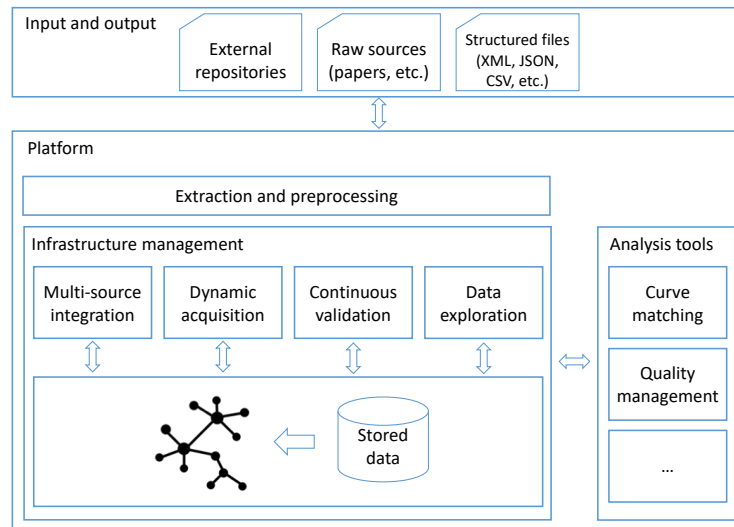 Input and output
External
repositories
Raw sources
(papers, etc.)
Structured files
(XML, JSON,
CSV, etc.)
Platform
Extraction and preprocessing
Infrastructure management
Multi-source
integration
Dynamic
acquisition
Continuous
validation
Data
exploration
Stored
data
Analysis tools
Curve
matching
Quality
management
...